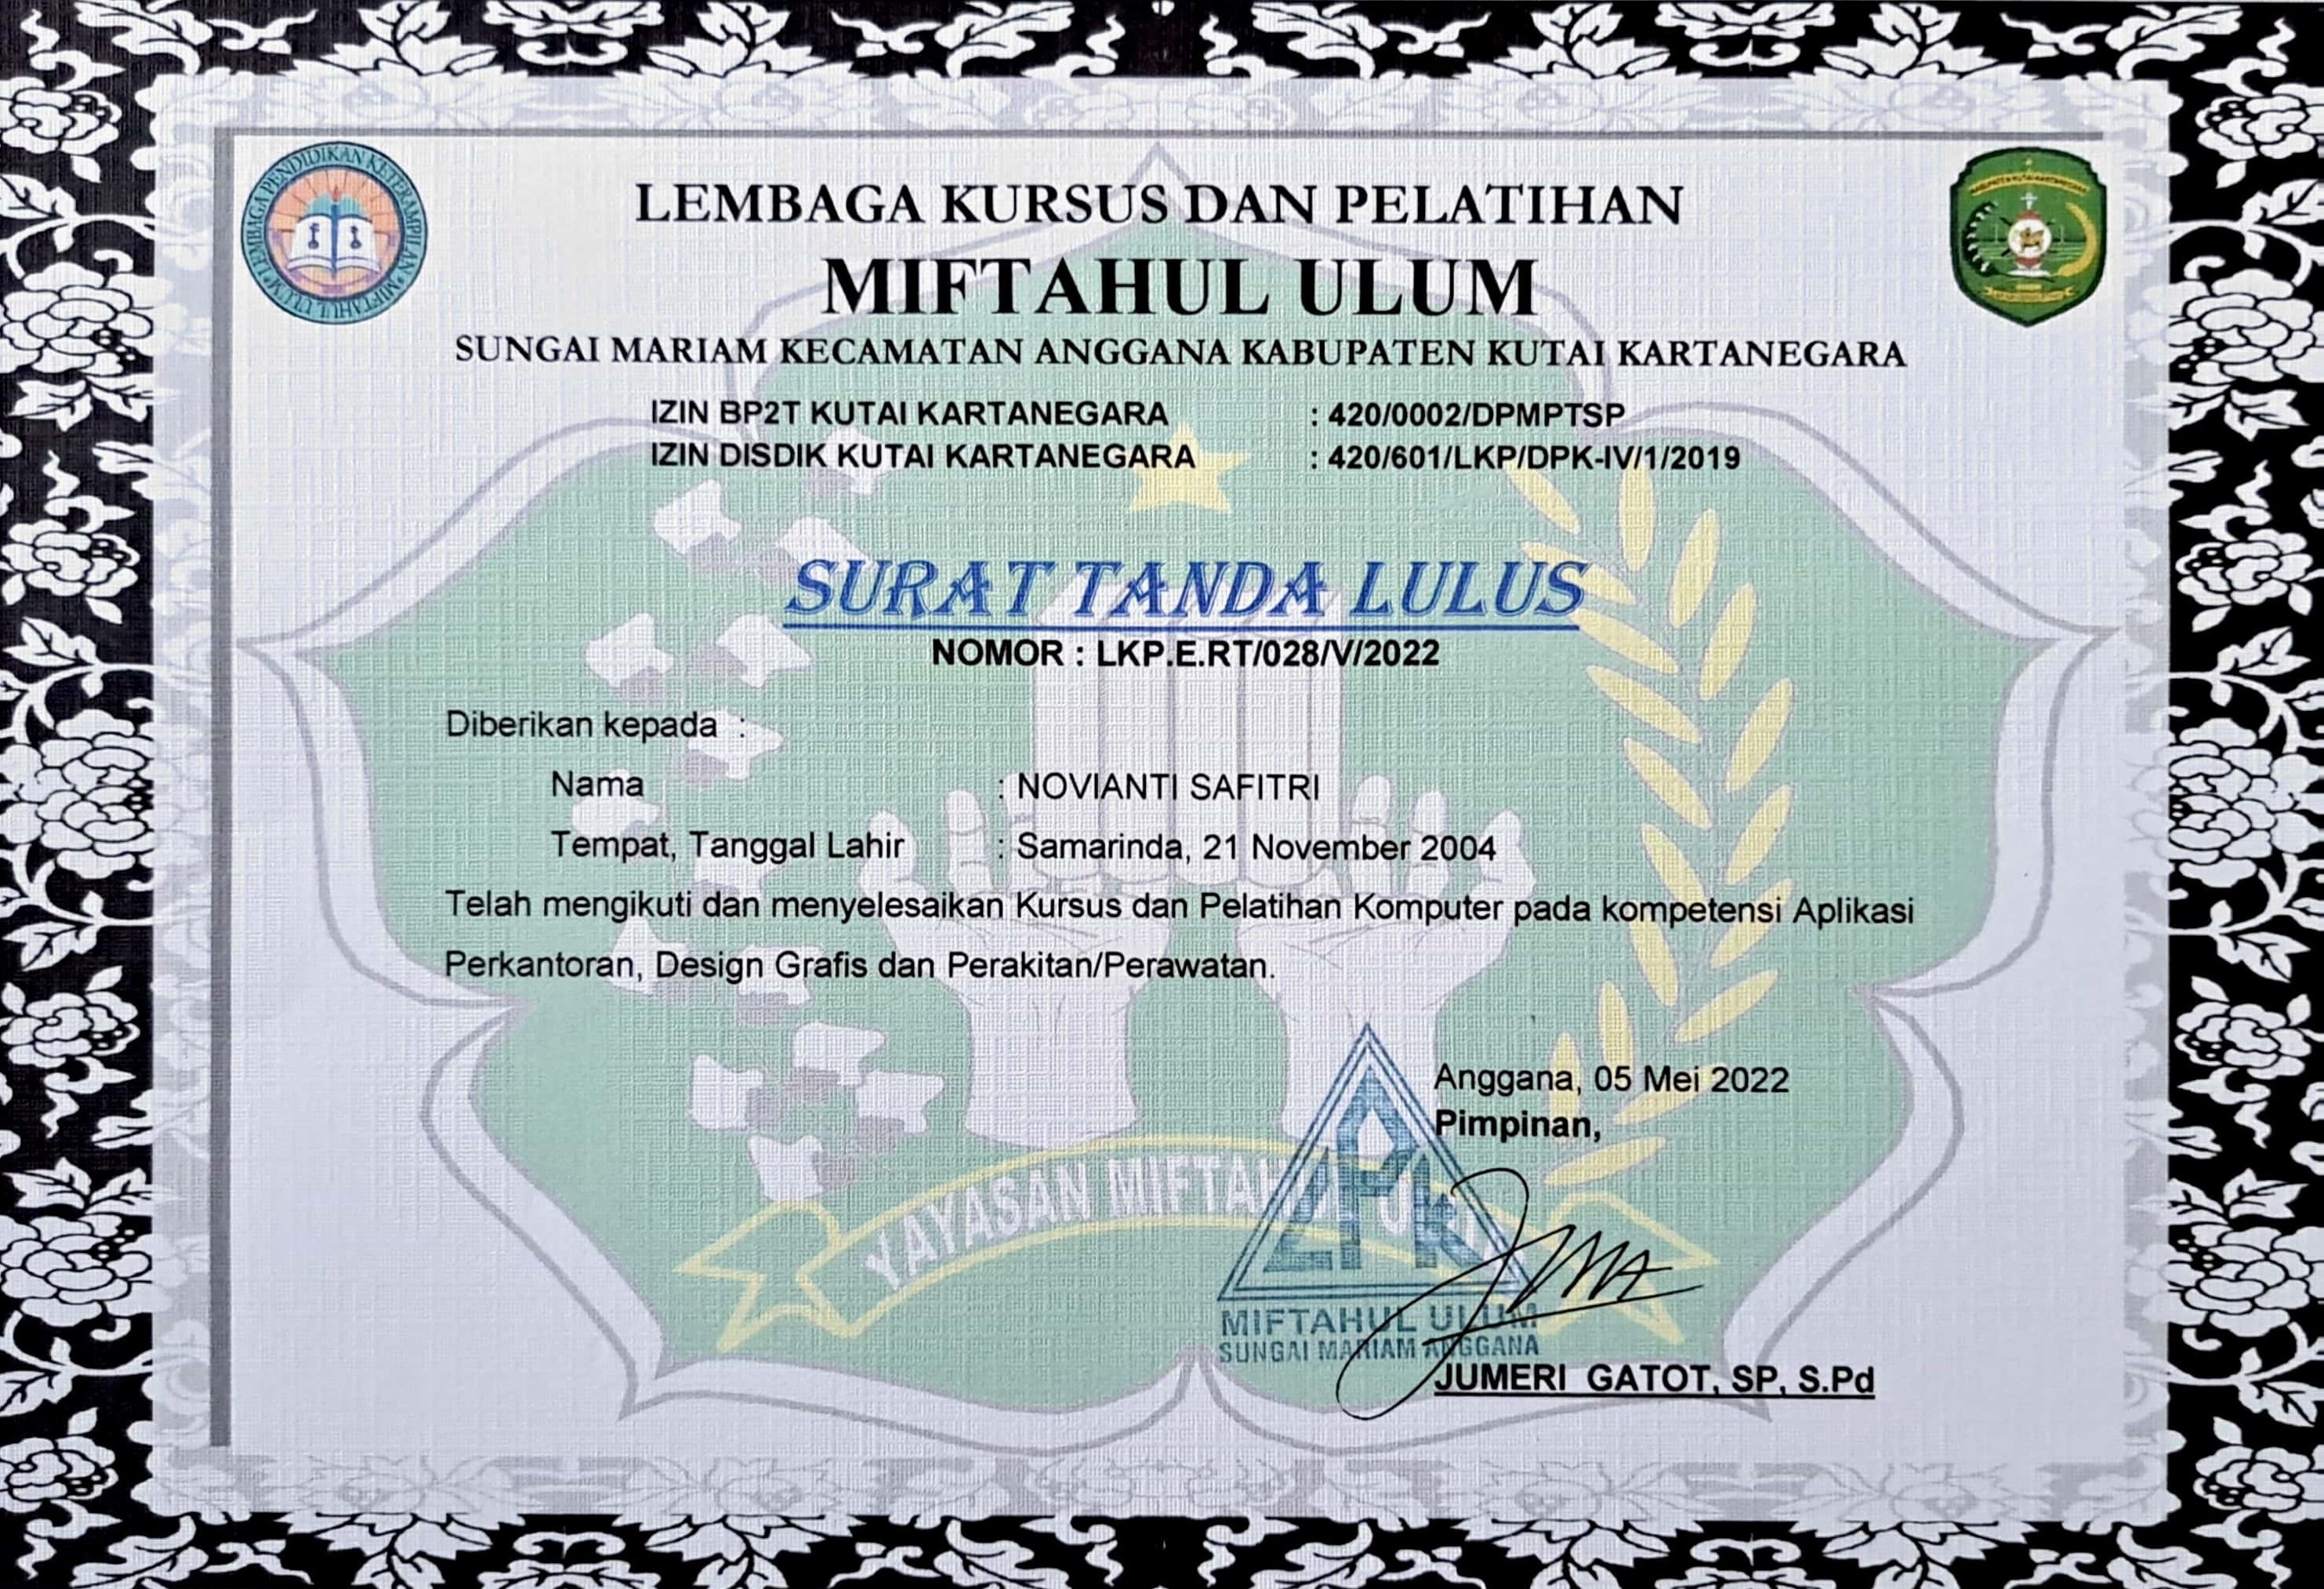 LEMBAGA PENDIDIKAN KETERAMPILAN
MIFTAHUL ULUM
LEMBAGA KURSUS DAN PELATIHAN
MIFTAHUL ULUM
SUNGAI MARIAM KECAMATAN ANGGANA KABUPATEN KUTAI KARTANEGARA
IZIN BP2T KUTAI KARTANEGARA : 420/0002/DPMPTSP
IZIN DISDIK KUTAI KARTANEGARA : 420/601/LKP/DPK-IV/1/2019
SURAT TANDA LULUS
NOMOR : LKP.E.RT/028/V/2022
Diberikan kepada :
Nama : NOVIANTI SAFITRI
Tempat, Tanggal Lahir : Samarinda, 21 November 2004
Telah mengikuti dan menyelesaikan Kursus dan Pelatihan Komputer pada kompetensi Aplikasi
Perkantoran, Design Grafis dan Perakitan/Perawatan.
Anggana, 05 Mei 2022
Pimpinan,
YAYASAN MIFTAHUL ULUM
LPK
MIFTAHUL ULUM
SUNGAI MARIAM ANGGANA
JUMERI GATOT, SP, S.Pd